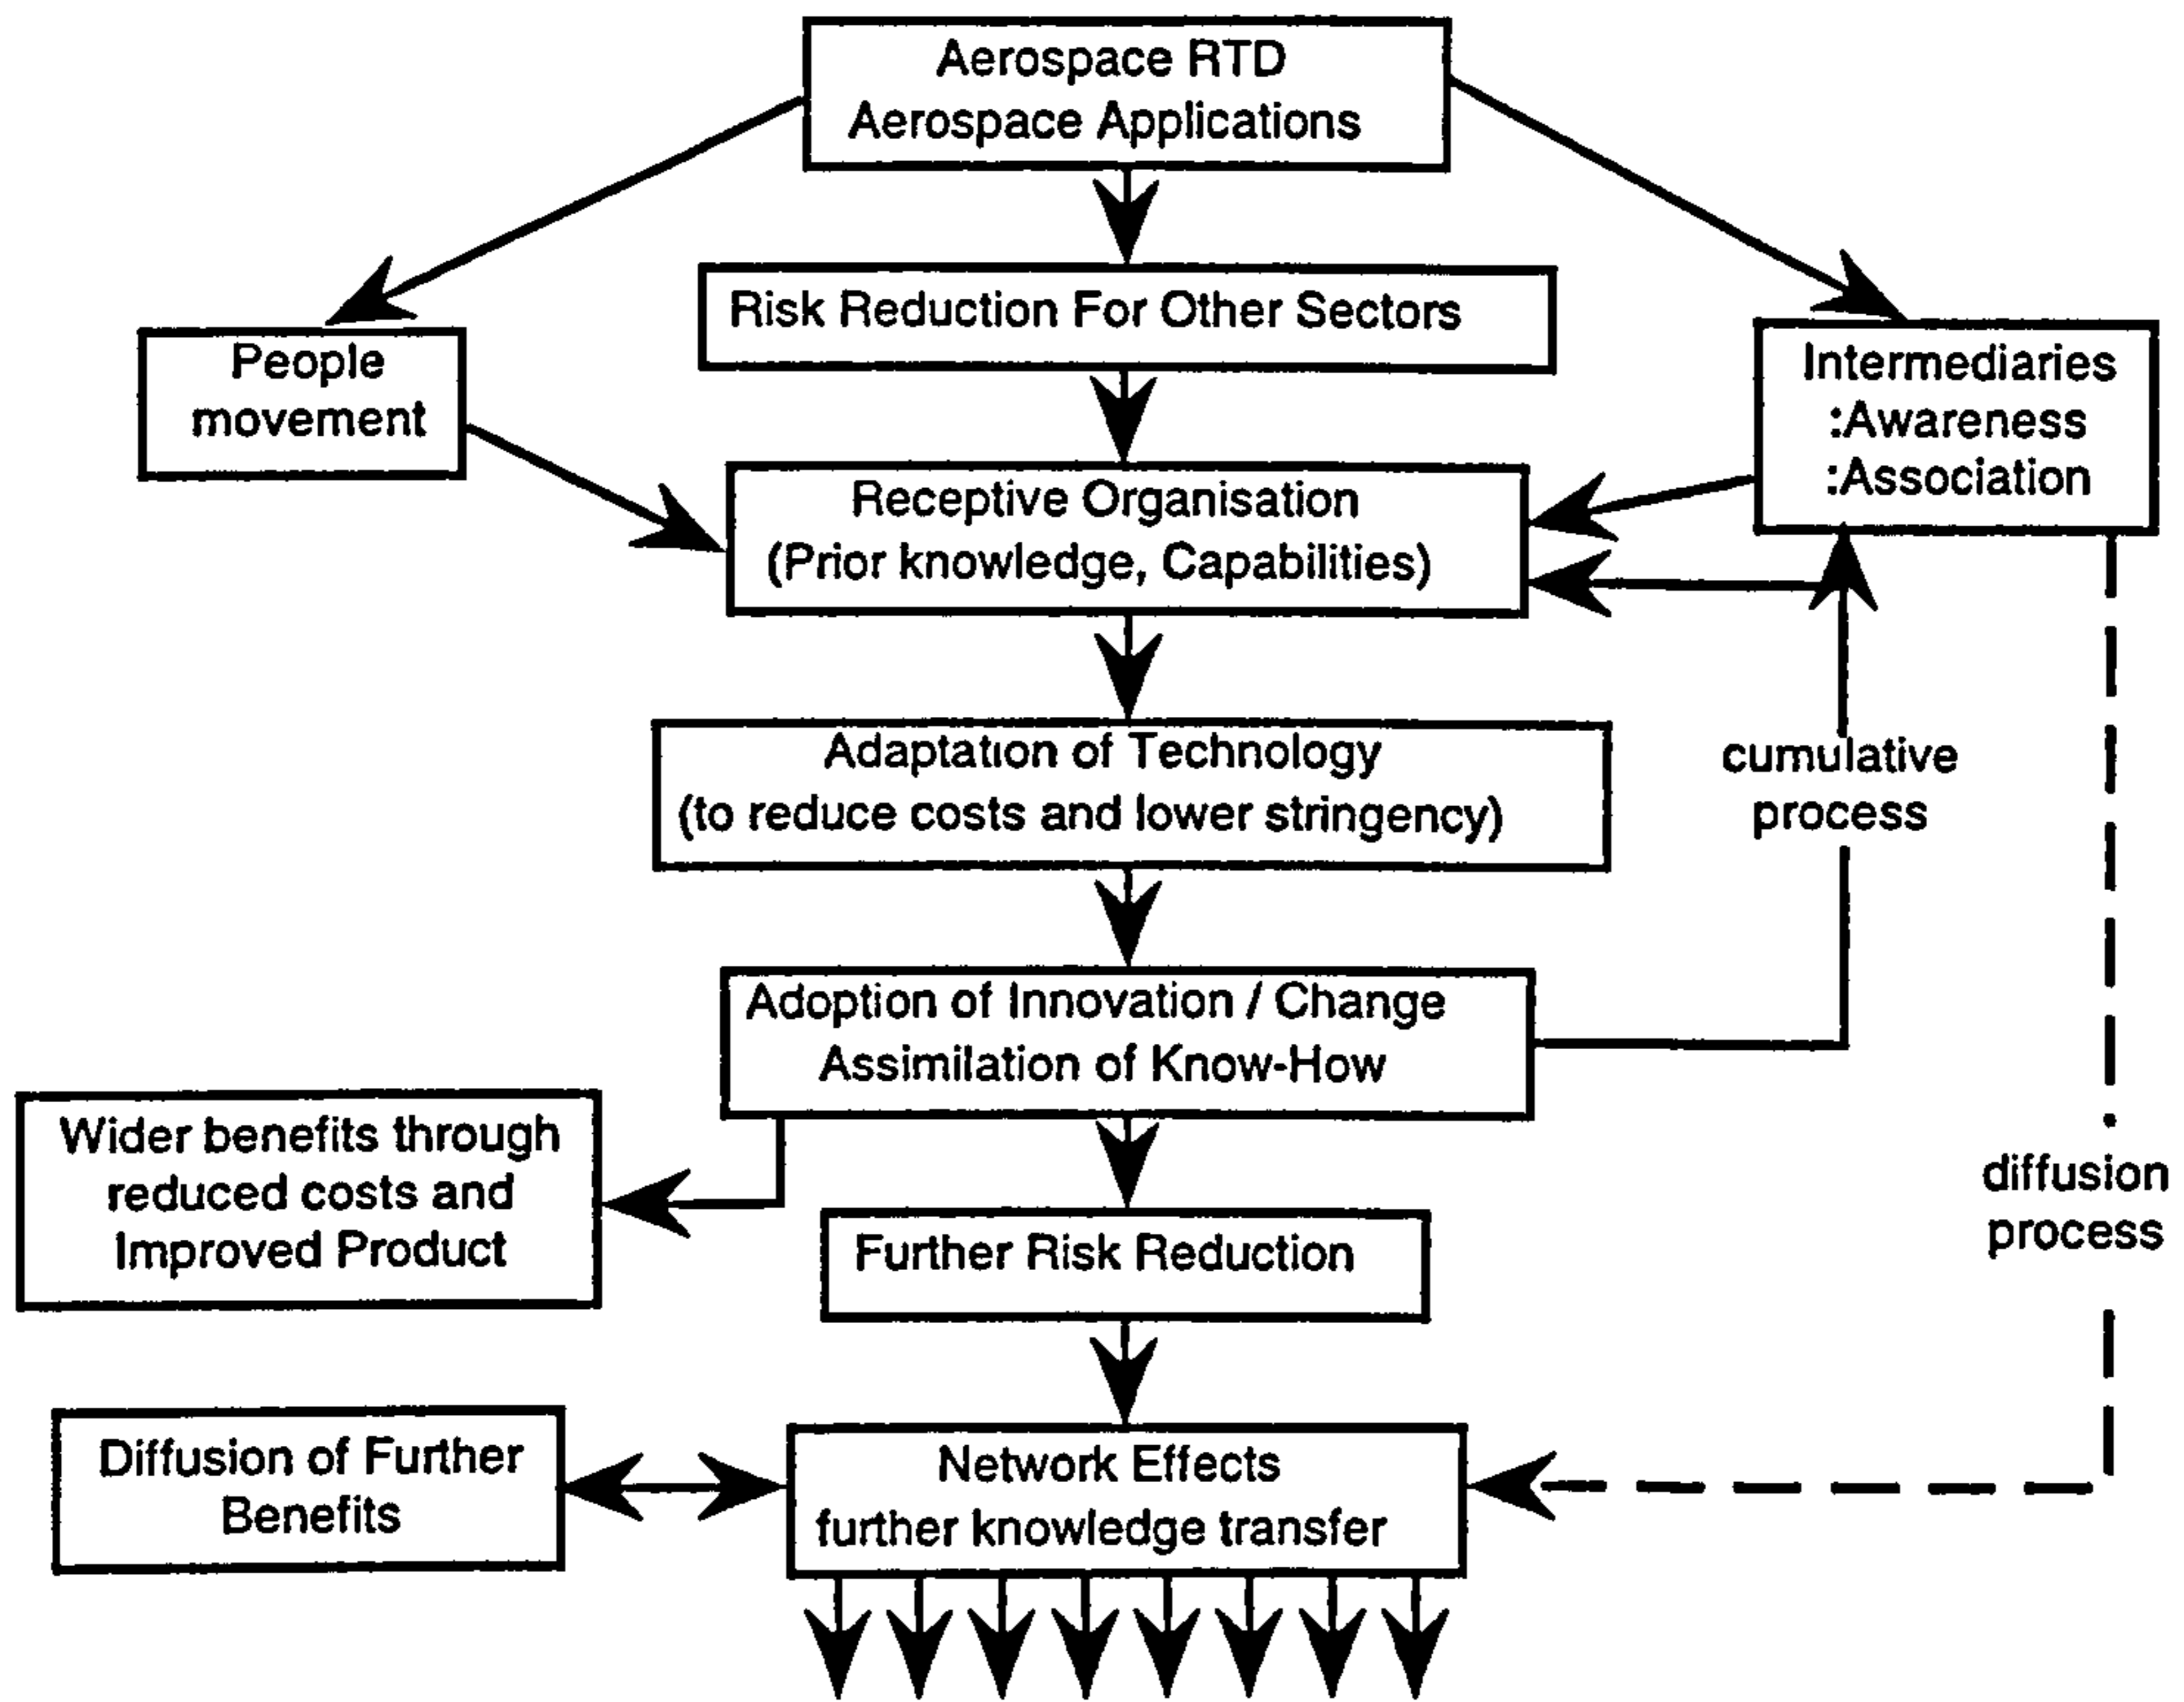 Aerospace RTD
Aerospace Applications
Risk Reduction For Other Sectors
People
movement
Intermediaries
:Awareness
:Association
Receptive Organisation
(Prior knowledge, Capabilities)
Adaptation of Technology
(to reduce costs and lower stringency)
cumulative
process
Adoption of Innovation / Change
Assimilation of Know-How
Wider benefits through
reduced costs and
Improved Product
diffusion
process
Further Risk Reduction
Diffusion of Further
Benefits
Network Effects
further knowledge transfer